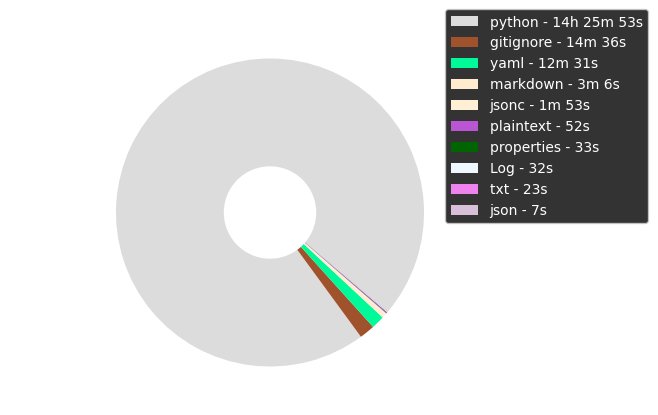 python - 14h 25m 53s
gitignore - 14m 36s
yaml - 12m 31s
markdown - 3m 6s
jsonc - 1m 53s
plaintext - 52s
properties - 33s
Log - 32s
txt - 23s
json - 7s